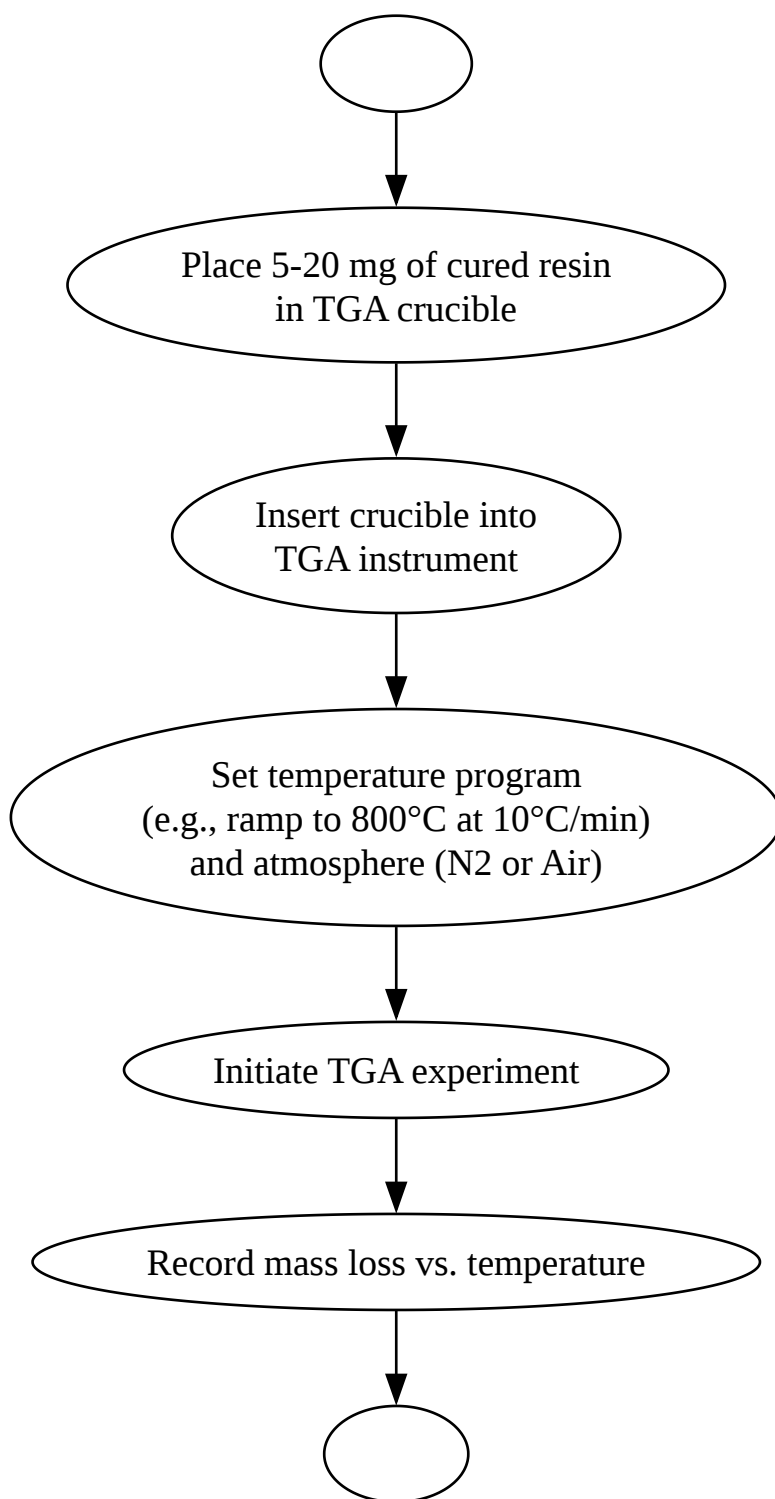 Place 5-20 mg of cured resin
in TGA crucible
Insert crucible into
TGA instrument
Set temperature program
(e.g., ramp to 800°C at 10°C/min)
and atmosphere (N2 or Air)
Initiate TGA experiment
Record mass loss vs. temperature